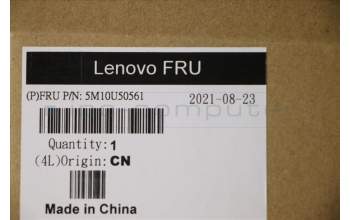 Lenovo FRU
(P)FRU P/N: 5M10U50561 2021-08-23
Quantity: 1
(4L)Origin: CN
Made in China